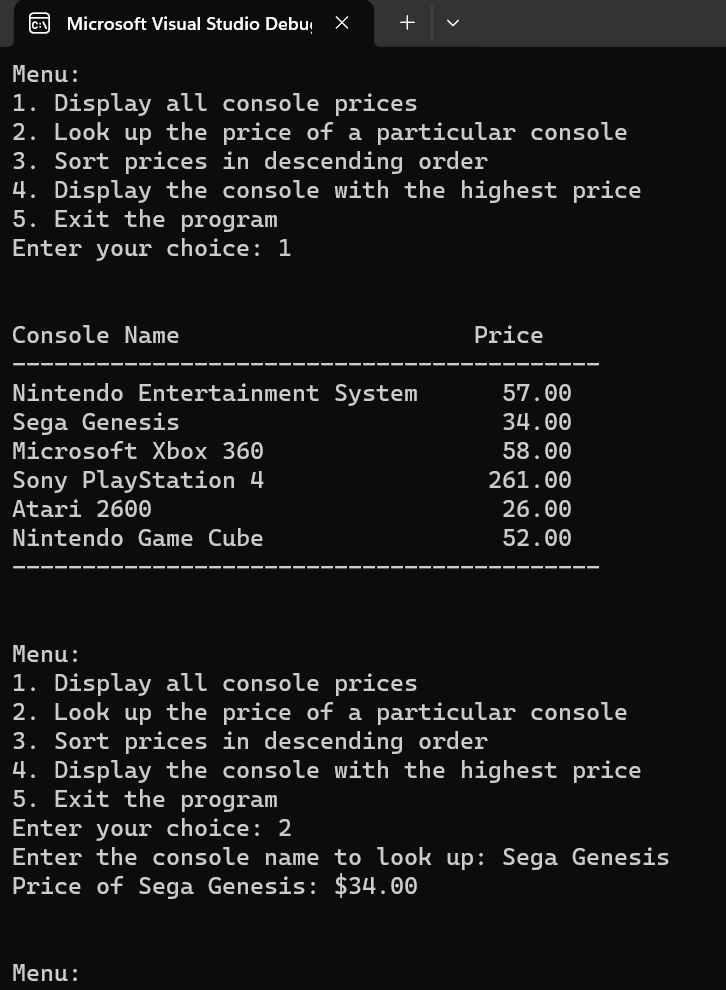 Microsoft Visual Studio Debug
Menu:
1. Display all console prices
2. Look up the price of a particular console
3. Sort prices in descending order
4. Display the console with the highest price
5. Exit the program
Enter your choice: 1
Console Name Price
------------------------------------------
Nintendo Entertainment System 57.00
Sega Genesis 34.00
Microsoft Xbox 360 58.00
Sony PlayStation 4 261.00
Atari 2600 26.00
Nintendo Game Cube 52.00
------------------------------------------
Menu:
1. Display all console prices
2. Look up the price of a particular console
3. Sort prices in descending order
4. Display the console with the highest price
5. Exit the program
Enter your choice: 2
Enter the console name to look up: Sega Genesis
Price of Sega Genesis: $34.00
Menu: